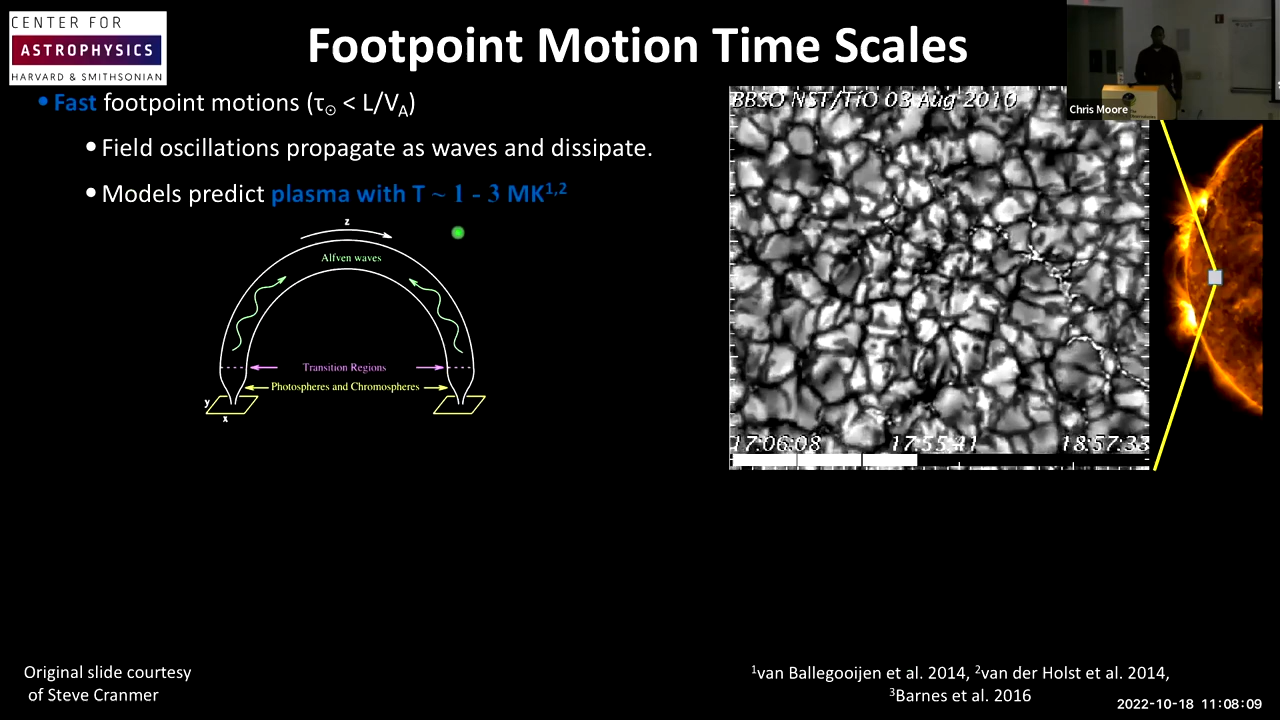 CENTER FOR
ASTROPHYSICS
HARVARD & SMITHSONIAN
Footpoint Motion Time Scales
Chris Moore
• Fast footpoint motions (τ☉ < L/VA)
• Field oscillations propagate as waves and dissipate.
• Models predict plasma with T ~ 1 - 3 MK1,2
z
Alfven waves
Transition Regions
Photospheres and Chromospheres
y
x
BBSO NST/TiO 03 Aug 2010
17:06:08 17:55:41 18:57:33
Original slide courtesy
of Steve Cranmer
1van Ballegooijen et al. 2014, 2van der Holst et al. 2014,
3Barnes et al. 2016
2022-10-18 11:08:09